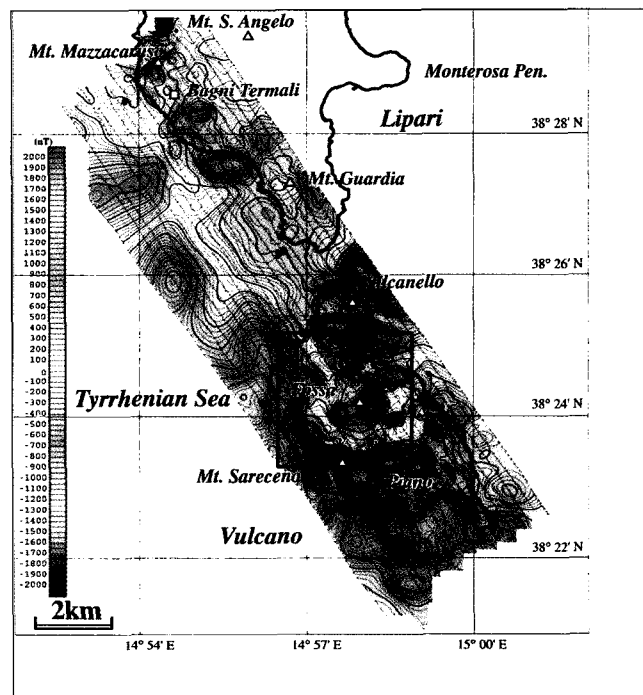 Mt. S. Angelo
Mt. Mazzacaruso
Bagni Termali
Monterosa Pen.
Lipari
38° 28' N
(nT)
2000
1900
1800
1700
1600
1500
1400
1300
1200
1100
1000
900
800
700
600
500
400
300
200
100
0
-100
-200
-300
-400
-500
-600
-700
-800
-900
-1000
-1100
-1200
-1300
-1400
-1500
-1600
-1700
-1800
-1900
-2000
Mt. Guardia
38° 26' N
Vulcanello
Fossa
Tyrrhenian Sea
38° 24' N
Mt. Sareceno
Piano
Vulcano
38° 22' N
2km
14° 54' E
14° 57' E
15° 00' E